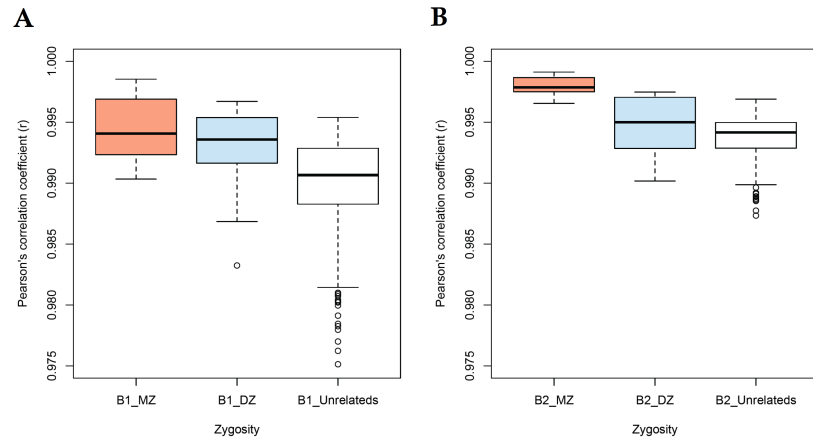 A
Pearson's correlation coefficient (r)
1.000
0.995
0.990
0.985
0.980
0.975
B1_MZ
B1_DZ
B1_Unrelateds
Zygosity
B
Pearson's correlation coefficient (r)
1.000
0.995
0.990
0.985
0.980
0.975
B2_MZ
B2_DZ
B2_Unrelateds
Zygosity